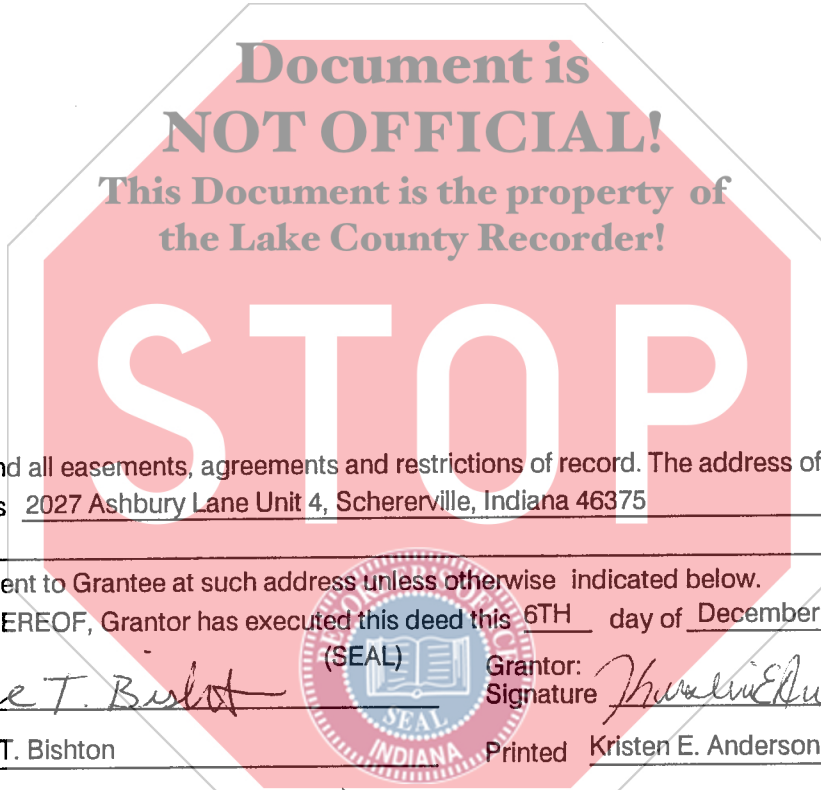 Document is
NOT OFFICIAL!
This Document is the property of
the Lake County Recorder!
STOP
nd all easements, agreements and restrictions of record. The address of
s 2027 Ashbury Lane Unit 4, Schererville, Indiana 46375
ent to Grantee at such address unless otherwise indicated below.
EREOF, Grantor has executed this deed this 6TH day of December
(SEAL) Grantor:
e T. Bishton Signature
T. Bishton Printed Kristen E. Anderson
RECORDER'S OFFICE
SEAL
INDIANA